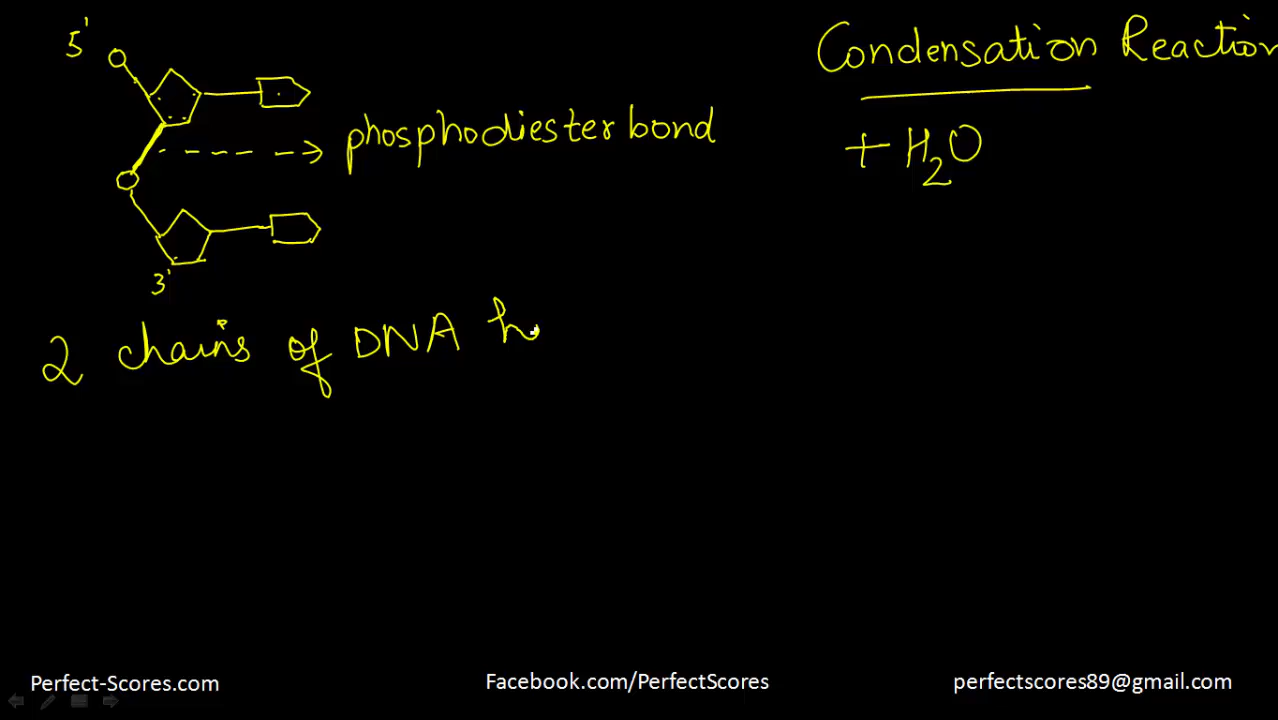 5'
Condensation Reaction
phosphodiester bond
+ H2O
3'
2 chains of DNA h
Perfect-Scores.com
Facebook.com/PerfectScores
perfectscores89@gmail.com